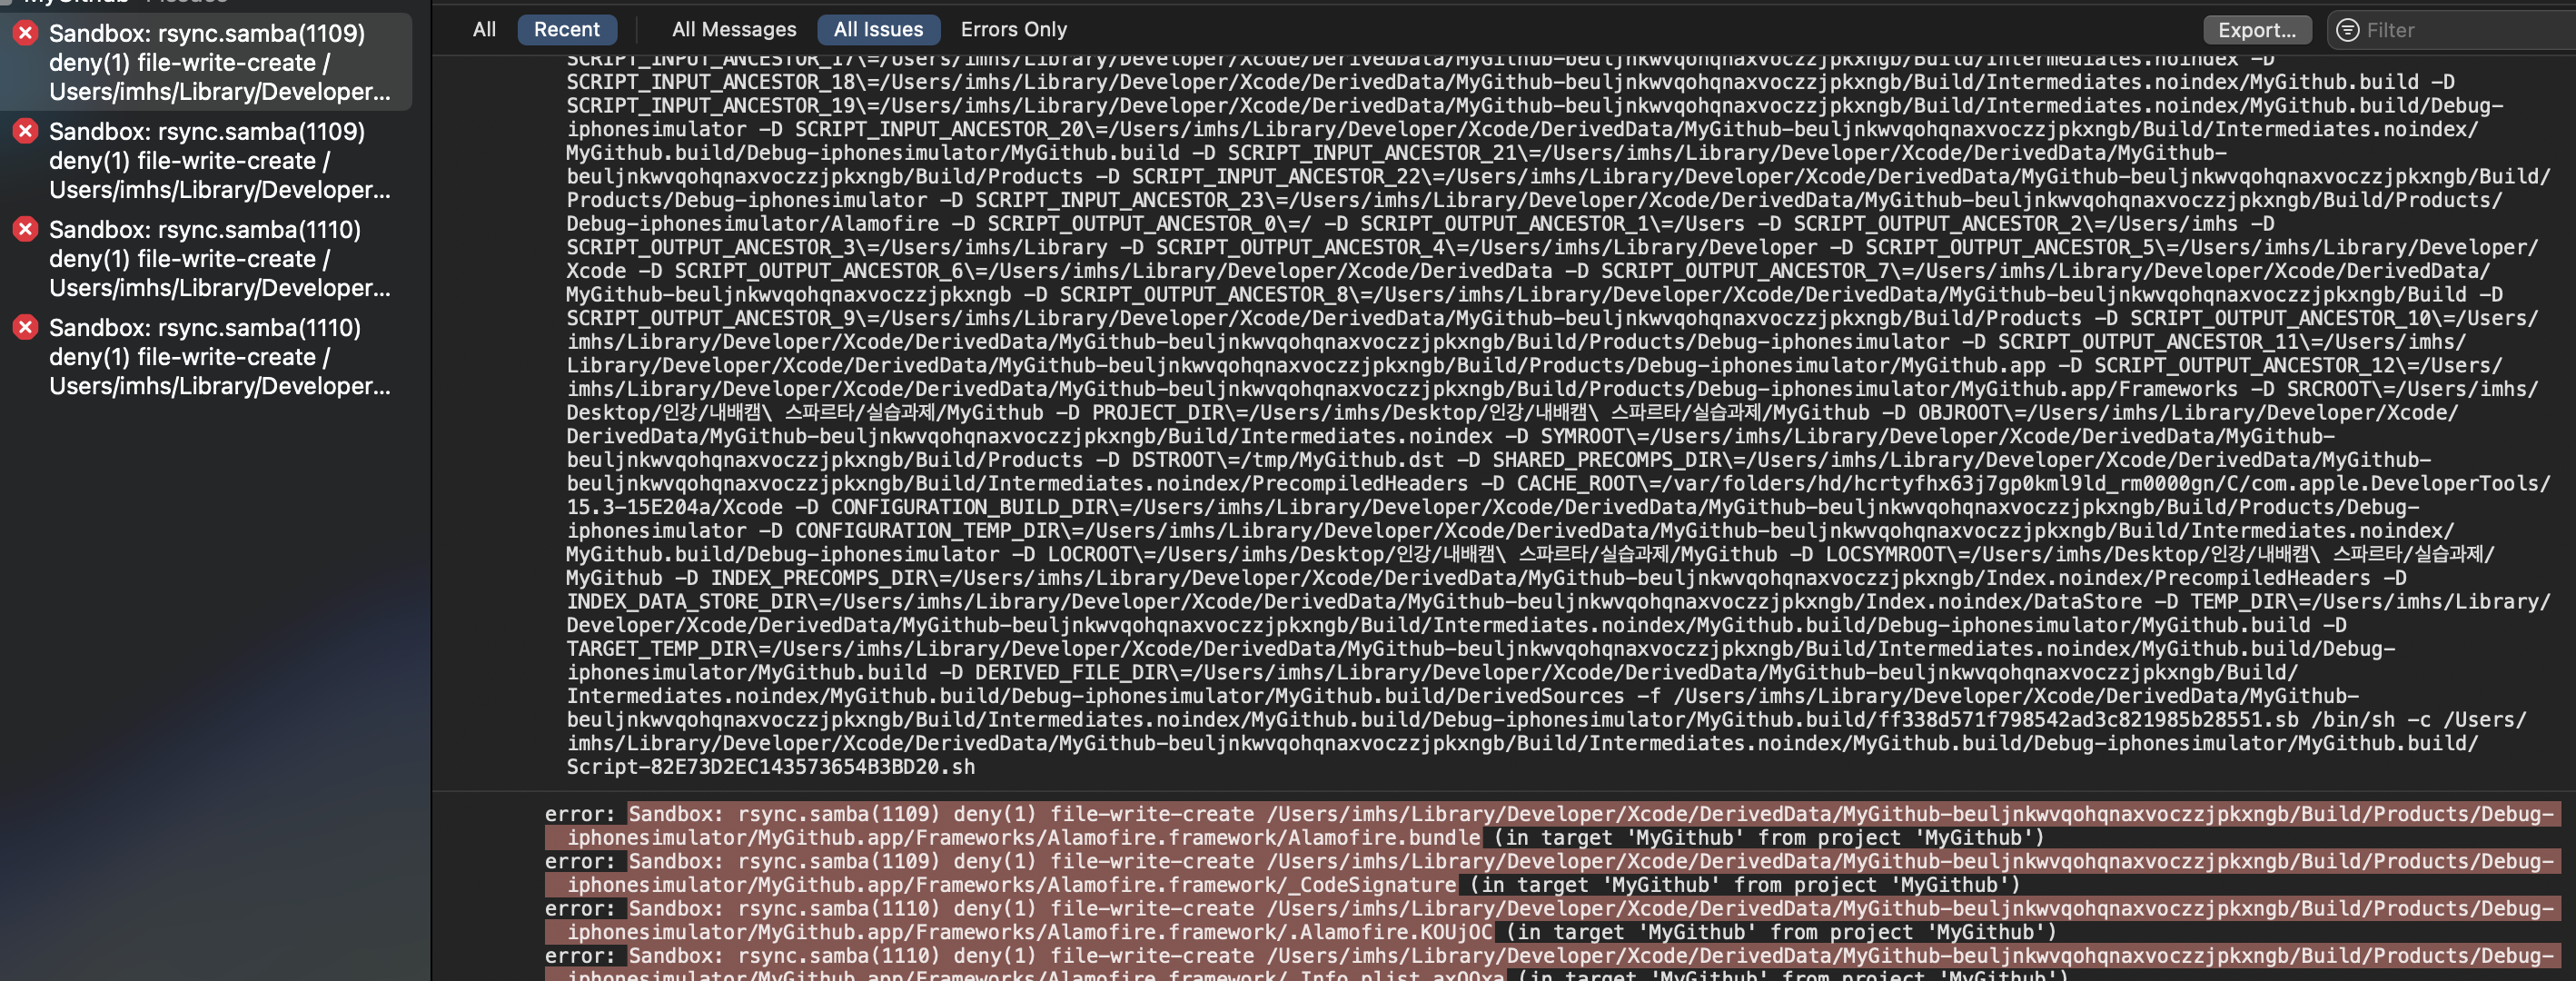 MyGithub 4 issues
Sandbox: rsync.samba(1109)
deny(1) file-write-create /
Users/imhs/Library/Developer...
Sandbox: rsync.samba(1109)
deny(1) file-write-create /
Users/imhs/Library/Developer...
Sandbox: rsync.samba(1110)
deny(1) file-write-create /
Users/imhs/Library/Developer...
Sandbox: rsync.samba(1110)
deny(1) file-write-create /
Users/imhs/Library/Developer...
All Recent All Messages All Issues Errors Only Export... Filter
SCRIPT_INPUT_ANCESTOR_17\=/Users/imhs/Library/Developer/Xcode/DerivedData/MyGithub-beuljnkwvqohqnaxvoczzjpkxngb/Build/Intermediates.noindex -D
SCRIPT_INPUT_ANCESTOR_18\=/Users/imhs/Library/Developer/Xcode/DerivedData/MyGithub-beuljnkwvqohqnaxvoczzjpkxngb/Build/Intermediates.noindex/MyGithub.build -D
SCRIPT_INPUT_ANCESTOR_19\=/Users/imhs/Library/Developer/Xcode/DerivedData/MyGithub-beuljnkwvqohqnaxvoczzjpkxngb/Build/Intermediates.noindex/MyGithub.build/Debug-
iphonesimulator -D SCRIPT_INPUT_ANCESTOR_20\=/Users/imhs/Library/Developer/Xcode/DerivedData/MyGithub-beuljnkwvqohqnaxvoczzjpkxngb/Build/Intermediates.noindex/
MyGithub.build/Debug-iphonesimulator/MyGithub.build -D SCRIPT_INPUT_ANCESTOR_21\=/Users/imhs/Library/Developer/Xcode/DerivedData/MyGithub-
beuljnkwvqohqnaxvoczzjpkxngb/Build/Products -D SCRIPT_INPUT_ANCESTOR_22\=/Users/imhs/Library/Developer/Xcode/DerivedData/MyGithub-beuljnkwvqohqnaxvoczzjpkxngb/Build/
Products/Debug-iphonesimulator -D SCRIPT_INPUT_ANCESTOR_23\=/Users/imhs/Library/Developer/Xcode/DerivedData/MyGithub-beuljnkwvqohqnaxvoczzjpkxngb/Build/Products/
Debug-iphonesimulator/Alamofire -D SCRIPT_OUTPUT_ANCESTOR_0\=/ -D SCRIPT_OUTPUT_ANCESTOR_1\=/Users -D SCRIPT_OUTPUT_ANCESTOR_2\=/Users/imhs -D
SCRIPT_OUTPUT_ANCESTOR_3\=/Users/imhs/Library -D SCRIPT_OUTPUT_ANCESTOR_4\=/Users/imhs/Library/Developer -D SCRIPT_OUTPUT_ANCESTOR_5\=/Users/imhs/Library/Developer/
Xcode -D SCRIPT_OUTPUT_ANCESTOR_6\=/Users/imhs/Library/Developer/Xcode/DerivedData -D SCRIPT_OUTPUT_ANCESTOR_7\=/Users/imhs/Library/Developer/Xcode/DerivedData/
MyGithub-beuljnkwvqohqnaxvoczzjpkxngb -D SCRIPT_OUTPUT_ANCESTOR_8\=/Users/imhs/Library/Developer/Xcode/DerivedData/MyGithub-beuljnkwvqohqnaxvoczzjpkxngb/Build -D
SCRIPT_OUTPUT_ANCESTOR_9\=/Users/imhs/Library/Developer/Xcode/DerivedData/MyGithub-beuljnkwvqohqnaxvoczzjpkxngb/Build/Products -D SCRIPT_OUTPUT_ANCESTOR_10\=/Users/
imhs/Library/Developer/Xcode/DerivedData/MyGithub-beuljnkwvqohqnaxvoczzjpkxngb/Build/Products/Debug-iphonesimulator -D SCRIPT_OUTPUT_ANCESTOR_11\=/Users/imhs/
Library/Developer/Xcode/DerivedData/MyGithub-beuljnkwvqohqnaxvoczzjpkxngb/Build/Products/Debug-iphonesimulator/MyGithub.app -D SCRIPT_OUTPUT_ANCESTOR_12\=/Users/
imhs/Library/Developer/Xcode/DerivedData/MyGithub-beuljnkwvqohqnaxvoczzjpkxngb/Build/Products/Debug-iphonesimulator/MyGithub.app/Frameworks -D SRCROOT\=/Users/imhs/
Desktop/인강/내배캠\ 스파르타/실습과제/MyGithub -D PROJECT_DIR\=/Users/imhs/Desktop/인강/내배캠\ 스파르타/실습과제/MyGithub -D OBJROOT\=/Users/imhs/Library/Developer/Xcode/
DerivedData/MyGithub-beuljnkwvqohqnaxvoczzjpkxngb/Build/Intermediates.noindex -D SYMROOT\=/Users/imhs/Library/Developer/Xcode/DerivedData/MyGithub-
beuljnkwvqohqnaxvoczzjpkxngb/Build/Products -D DSTROOT\=/tmp/MyGithub.dst -D SHARED_PRECOMPS_DIR\=/Users/imhs/Library/Developer/Xcode/DerivedData/MyGithub-
beuljnkwvqohqnaxvoczzjpkxngb/Build/Intermediates.noindex/PrecompiledHeaders -D CACHE_ROOT\=/var/folders/hd/hcrtyfhx63j7gp0kml9ld_rm0000gn/C/com.apple.DeveloperTools/
15.3-15E204a/Xcode -D CONFIGURATION_BUILD_DIR\=/Users/imhs/Library/Developer/Xcode/DerivedData/MyGithub-beuljnkwvqohqnaxvoczzjpkxngb/Build/Products/Debug-
iphonesimulator -D CONFIGURATION_TEMP_DIR\=/Users/imhs/Library/Developer/Xcode/DerivedData/MyGithub-beuljnkwvqohqnaxvoczzjpkxngb/Build/Intermediates.noindex/
MyGithub.build/Debug-iphonesimulator -D LOCROOT\=/Users/imhs/Desktop/인강/내배캠\ 스파르타/실습과제/MyGithub -D LOCSYMROOT\=/Users/imhs/Desktop/인강/내배캠\ 스파르타/실습과제/
MyGithub -D INDEX_PRECOMPS_DIR\=/Users/imhs/Library/Developer/Xcode/DerivedData/MyGithub-beuljnkwvqohqnaxvoczzjpkxngb/Index.noindex/PrecompiledHeaders -D
INDEX_DATA_STORE_DIR\=/Users/imhs/Library/Developer/Xcode/DerivedData/MyGithub-beuljnkwvqohqnaxvoczzjpkxngb/Index.noindex/DataStore -D TEMP_DIR\=/Users/imhs/Library/
Developer/Xcode/DerivedData/MyGithub-beuljnkwvqohqnaxvoczzjpkxngb/Build/Intermediates.noindex/MyGithub.build/Debug-iphonesimulator/MyGithub.build -D
TARGET_TEMP_DIR\=/Users/imhs/Library/Developer/Xcode/DerivedData/MyGithub-beuljnkwvqohqnaxvoczzjpkxngb/Build/Intermediates.noindex/MyGithub.build/Debug-
iphonesimulator/MyGithub.build -D DERIVED_FILE_DIR\=/Users/imhs/Library/Developer/Xcode/DerivedData/MyGithub-beuljnkwvqohqnaxvoczzjpkxngb/Build/
Intermediates.noindex/MyGithub.build/Debug-iphonesimulator/MyGithub.build/DerivedSources -f /Users/imhs/Library/Developer/Xcode/DerivedData/MyGithub-
beuljnkwvqohqnaxvoczzjpkxngb/Build/Intermediates.noindex/MyGithub.build/Debug-iphonesimulator/MyGithub.build/ff338d571f798542ad3c821985b28551.sb /bin/sh -c /Users/
imhs/Library/Developer/Xcode/DerivedData/MyGithub-beuljnkwvqohqnaxvoczzjpkxngb/Build/Intermediates.noindex/MyGithub.build/Debug-iphonesimulator/MyGithub.build/
Script-82E73D2EC143573654B3BD20.sh
error: Sandbox: rsync.samba(1109) deny(1) file-write-create /Users/imhs/Library/Developer/Xcode/DerivedData/MyGithub-beuljnkwvqohqnaxvoczzjpkxngb/Build/Products/Debug-
iphonesimulator/MyGithub.app/Frameworks/Alamofire.framework/Alamofire.bundle (in target 'MyGithub' from project 'MyGithub')
error: Sandbox: rsync.samba(1109) deny(1) file-write-create /Users/imhs/Library/Developer/Xcode/DerivedData/MyGithub-beuljnkwvqohqnaxvoczzjpkxngb/Build/Products/Debug-
iphonesimulator/MyGithub.app/Frameworks/Alamofire.framework/_CodeSignature (in target 'MyGithub' from project 'MyGithub')
error: Sandbox: rsync.samba(1110) deny(1) file-write-create /Users/imhs/Library/Developer/Xcode/DerivedData/MyGithub-beuljnkwvqohqnaxvoczzjpkxngb/Build/Products/Debug-
iphonesimulator/MyGithub.app/Frameworks/Alamofire.framework/.Alamofire.KOUjOC (in target 'MyGithub' from project 'MyGithub')
error: Sandbox: rsync.samba(1110) deny(1) file-write-create /Users/imhs/Library/Developer/Xcode/DerivedData/MyGithub-beuljnkwvqohqnaxvoczzjpkxngb/Build/Products/Debug-
(in target 'MyGithub' from project 'MyGithub')